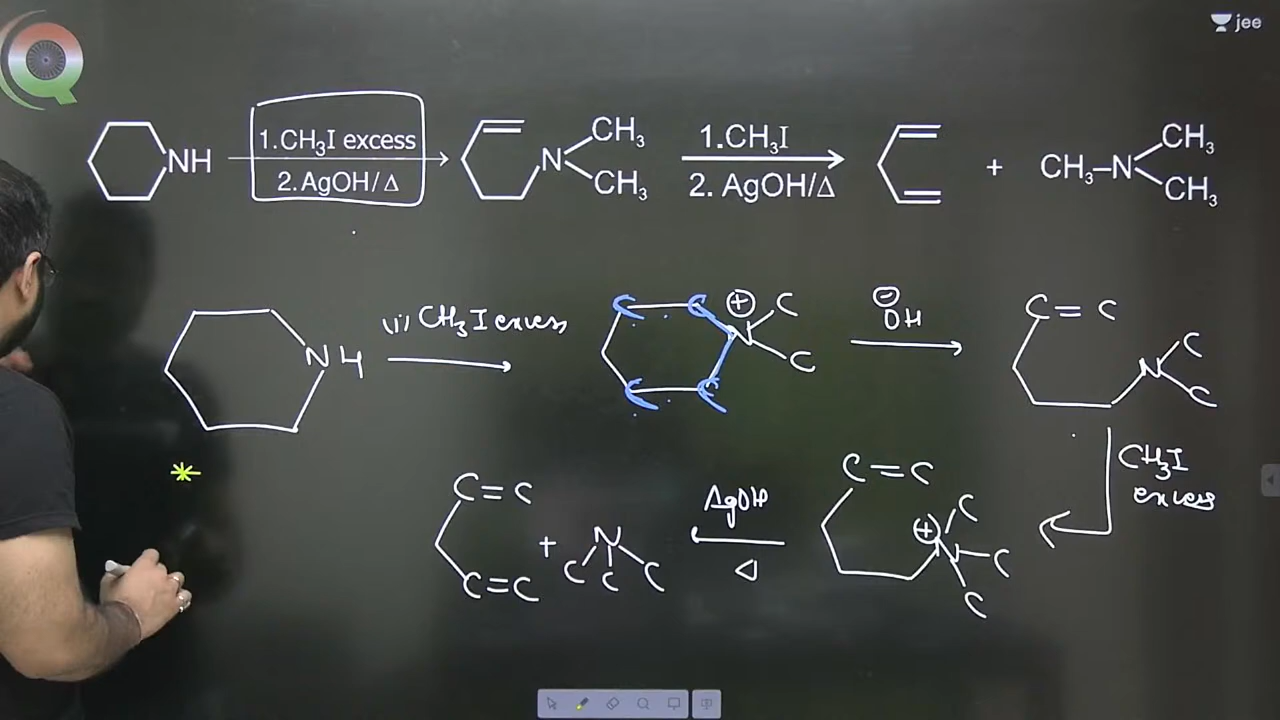 jee
NH
1.CH₃I excess
2.AgOH/Δ
N
CH₃
CH₃
1.CH₃I
2. AgOH/Δ
+
CH₃–N
CH₃
CH₃
NH
(i) CH₃I excess
C C ⊕ N C
C C C
⊖
OH
C = C
N C
C
*
CH₃I
excess
C = C
⊕ N C
C
C
AgOH
Δ
C = C
C = C
+
N
C C C